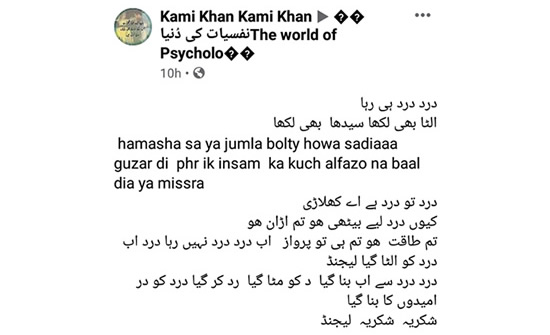 Kami Khan Kami Khan ▶ ��
نفسیات کی دُنیاThe world of
Psycholo��
10h •
درد درد ہی رہا
الٹا بھی لکھا سیدھا بھی لکھا
hamasha sa ya jumla bolty howa sadiaaa
guzar di phr ik insam ka kuch alfazo na baal
dia ya missra
درد تو درد ہے اے کھلاڑی
کیوں درد لیے بیٹھی ھو تم اڑان ھو
تم طاقت ھو تم ہی تو پرواز اب درد درد نہیں رہا درد اب
درد کو الٹا گیا لیجنڈ
درد درد سے اب بنا گیا د کو مٹا گیا رد کر گیا درد کو در
امیدوں کا بنا گیا
شکریہ شکریہ لیجنڈ